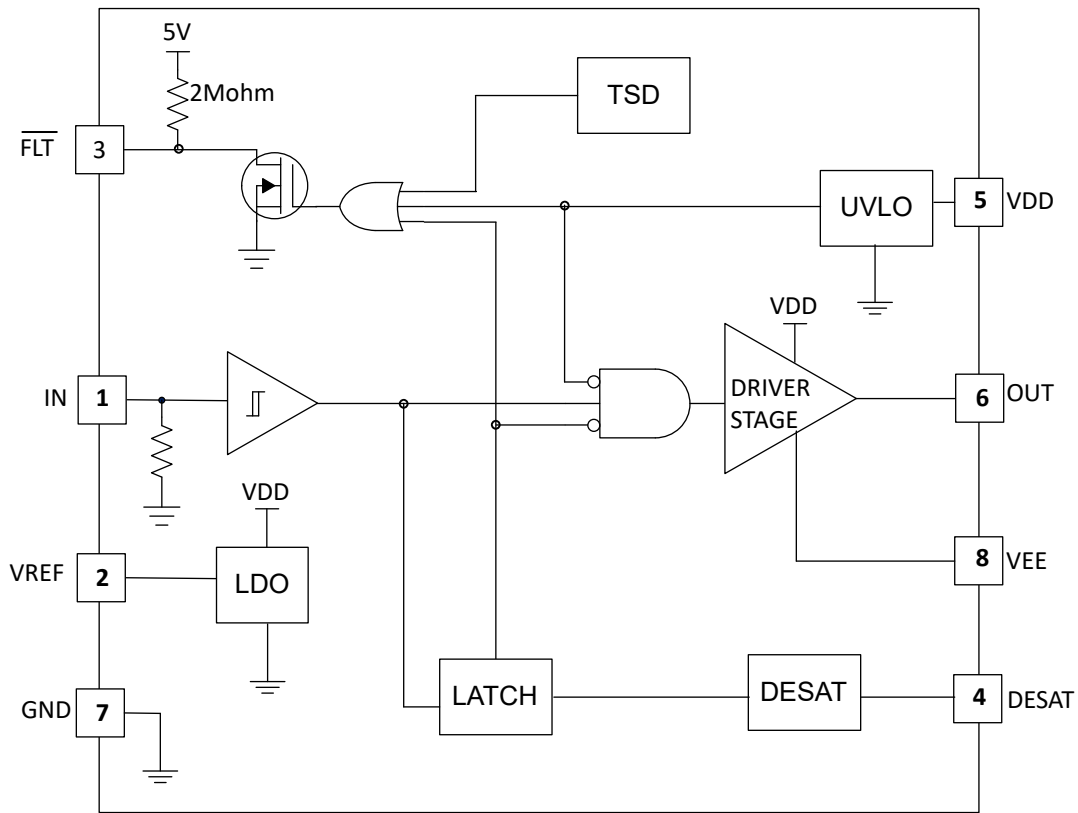 5V
2Mohm
TSD
FLT
3
UVLO
5
VDD
VDD
IN
1
DRIVER
STAGE
6
OUT
VDD
VREF
2
LDO
8
VEE
GND
7
LATCH
DESAT
4
DESAT